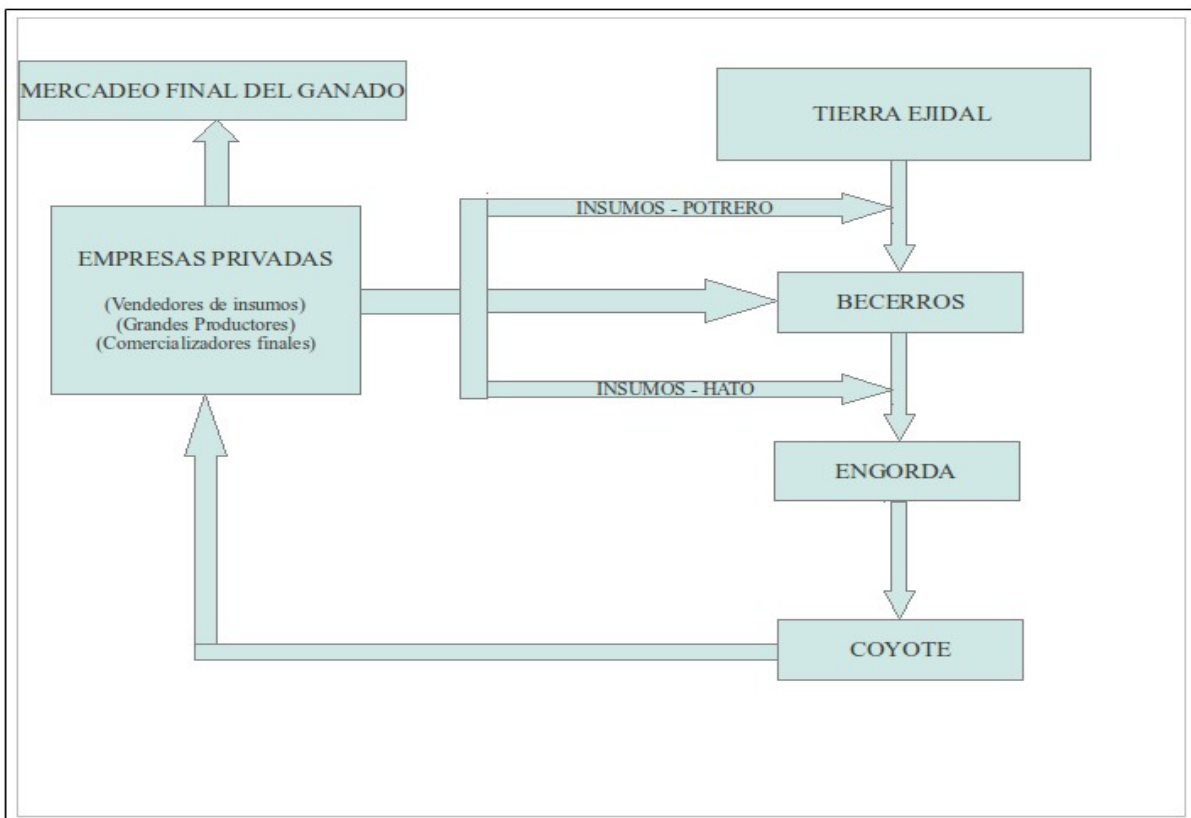 MERCADEO FINAL DEL GANADO
TIERRA EJIDAL
INSUMOS - POTRERO
EMPRESAS PRIVADAS
(Vendedores de insumos)
(Grandes Productores)
(Comercializadores finales)
BECERROS
INSUMOS - HATO
ENGORDA
COYOTE